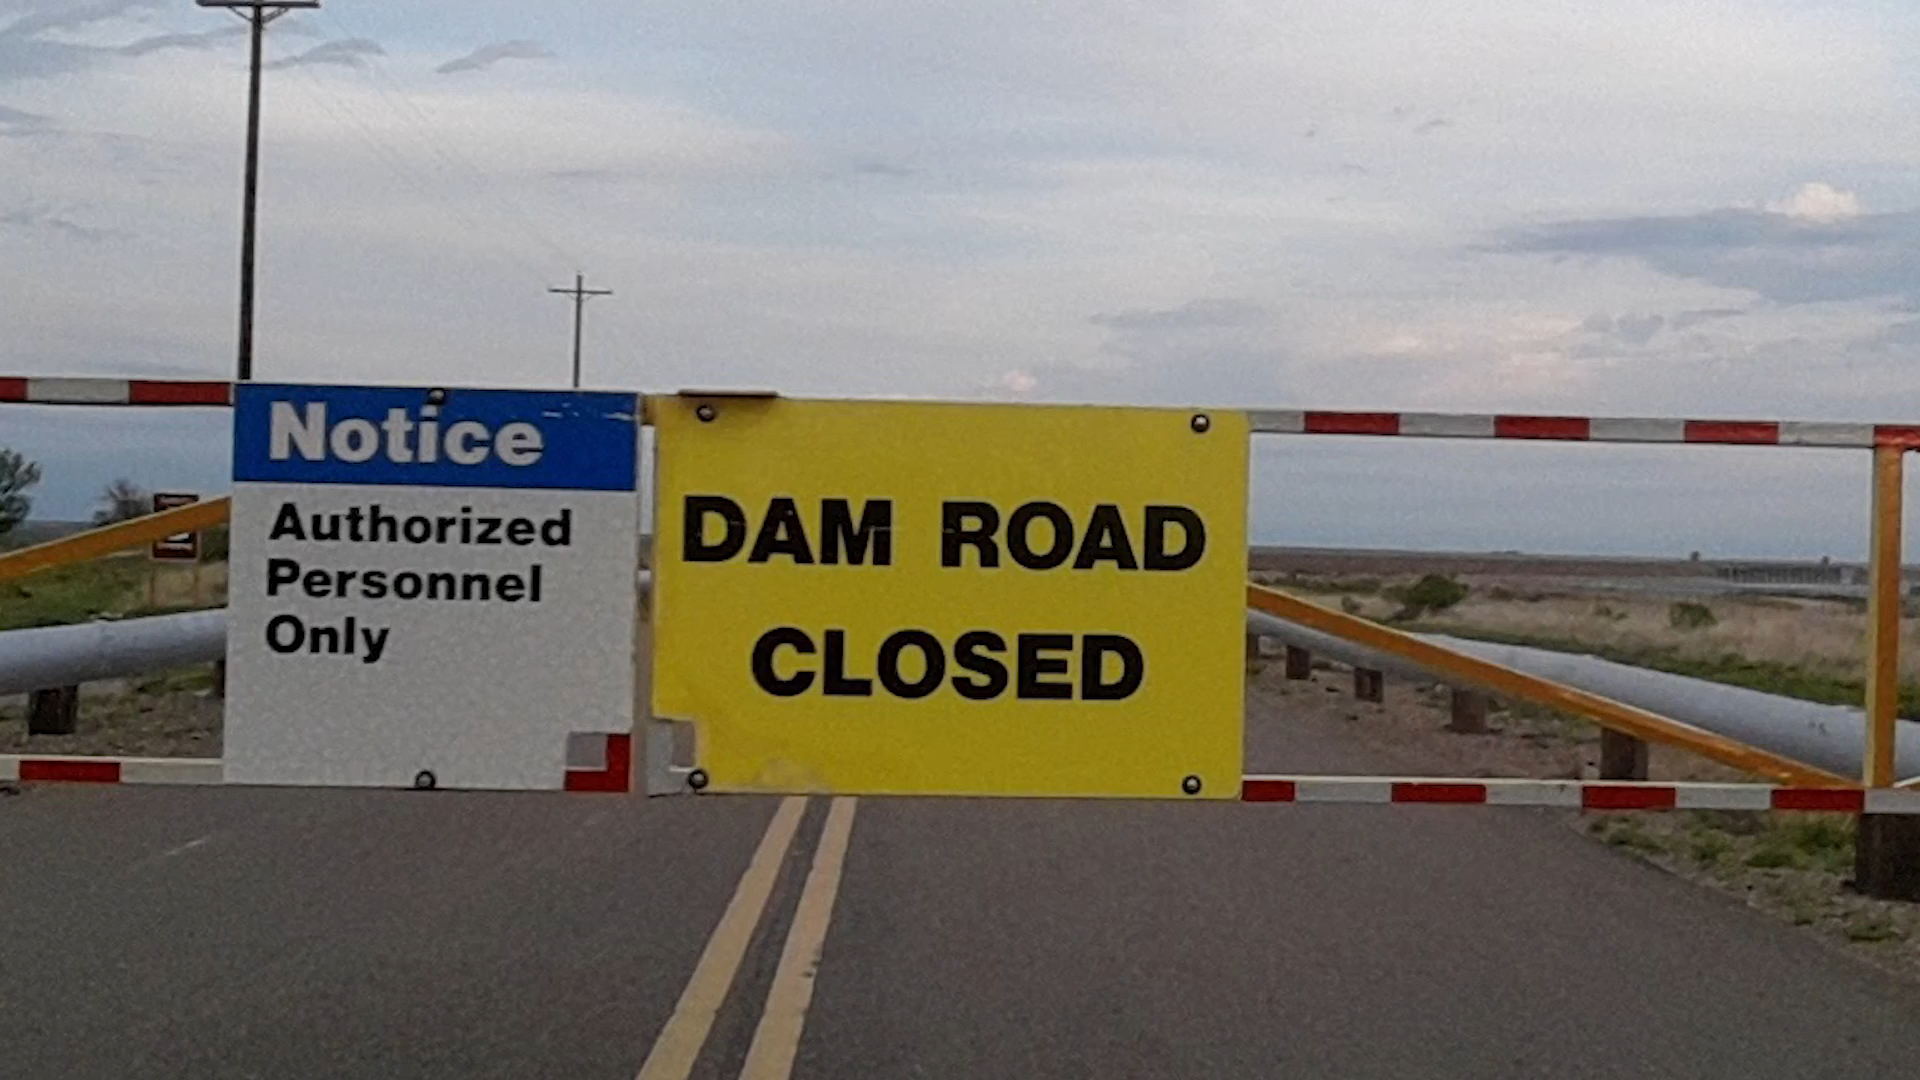 Notice
Authorized
Personnel
Only
DAM ROAD
CLOSED